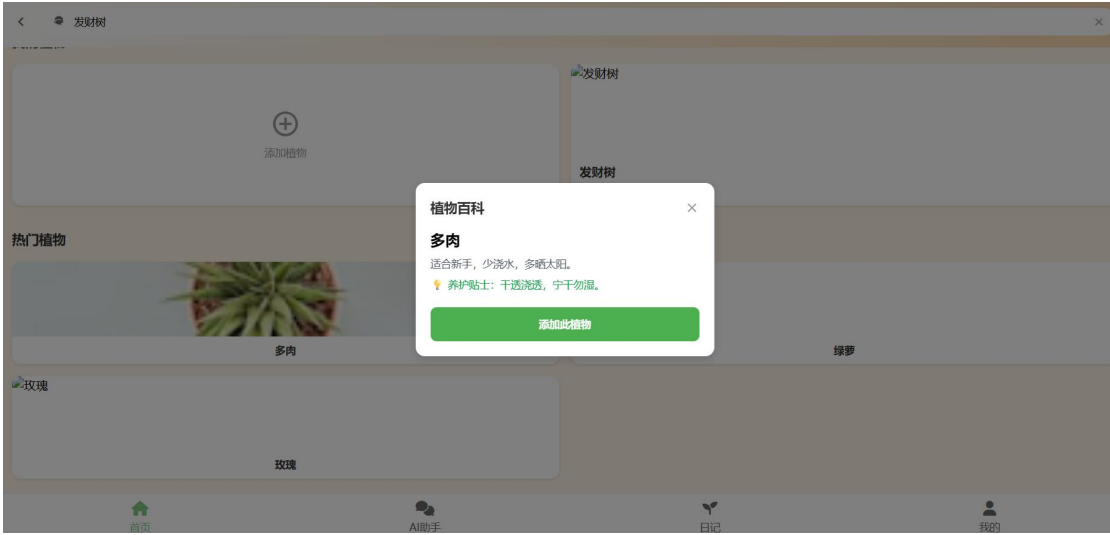 发财树
添加植物
发财树
发财树
植物百科
多肉
适合新手，少浇水，多晒太阳。
养护贴士：干透浇透，宁干勿湿。
添加此植物
热门植物
多肉
绿萝
玫瑰
玫瑰
首页
AI助手
日记
我的